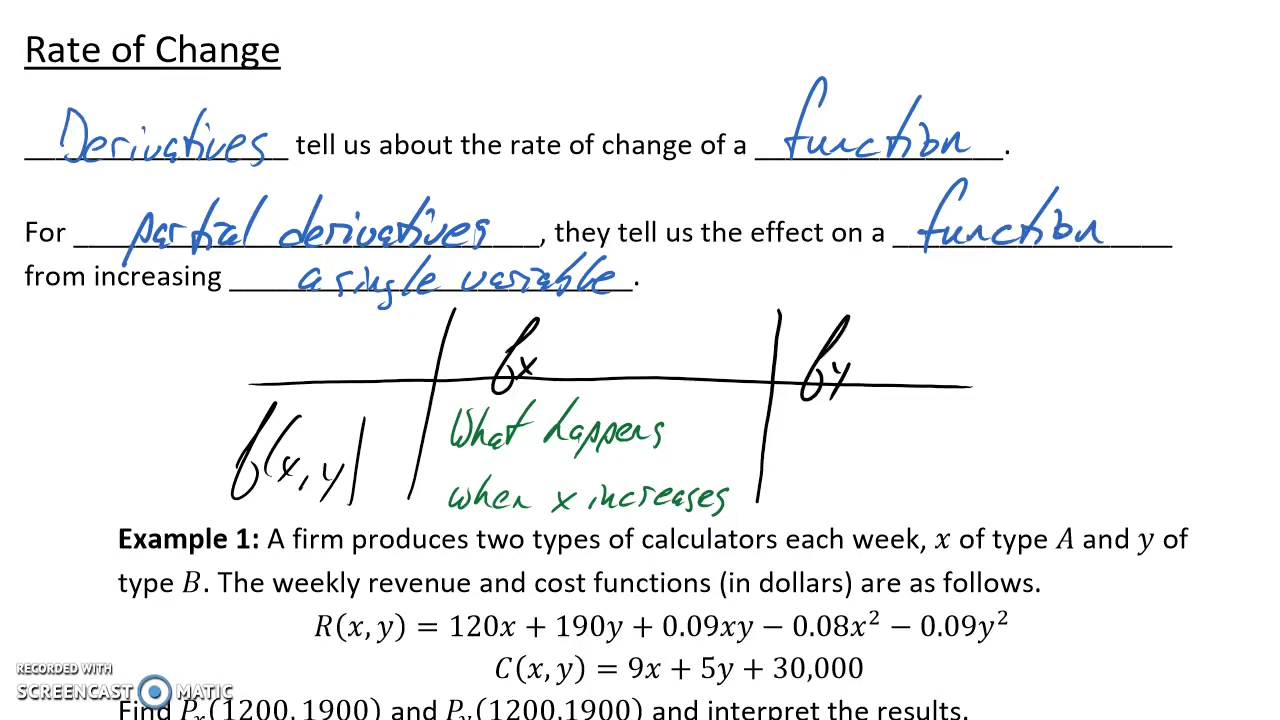 Rate of Change
Derivatives tell us about the rate of change of a function.
For partial derivatives, they tell us the effect on a function
from increasing a single variable.
fx fy
f(x, y) What happens
when x increases
Example 1: A firm produces two types of calculators each week, x of type A and y of
type B. The weekly revenue and cost functions (in dollars) are as follows.
R(x, y) = 120x + 190y + 0.09xy − 0.08x² − 0.09y²
C(x, y) = 9x + 5y + 30,000
RECORDED WITH
SCREENCAST MATIC
Find Pₓ(1200, 1900) and Pᵧ(1200,1900) and interpret the results.